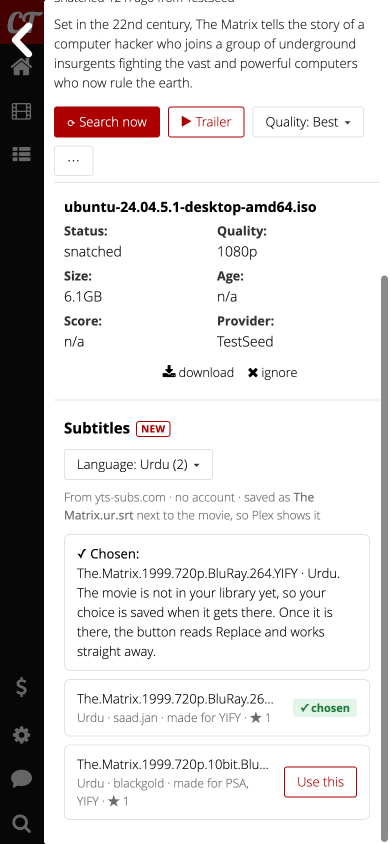 CT
Set in the 22nd century, The Matrix tells the story of a
computer hacker who joins a group of underground
insurgents fighting the vast and powerful computers
who now rule the earth.
Search now
Trailer
Quality: Best
...
ubuntu-24.04.5.1-desktop-amd64.iso
Status: Quality:
snatched 1080p
Size: Age:
6.1GB n/a
Score: Provider:
n/a TestSeed
download ignore
Subtitles NEW
Language: Urdu (2)
From yts-subs.com · no account · saved as The
Matrix.ur.srt next to the movie, so Plex shows it
✓ Chosen:
The.Matrix.1999.720p.BluRay.264.YIFY · Urdu.
The movie is not in your library yet, so your
choice is saved when it gets there. Once it is
there, the button reads Replace and works
straight away.
The.Matrix.1999.720p.BluRay.26...
Urdu · saad.jan · made for YIFY · ★ 1
✓ chosen
The.Matrix.1999.720p.10bit.Blu...
Urdu · blackgold · made for PSA,
YIFY · ★ 1
Use this